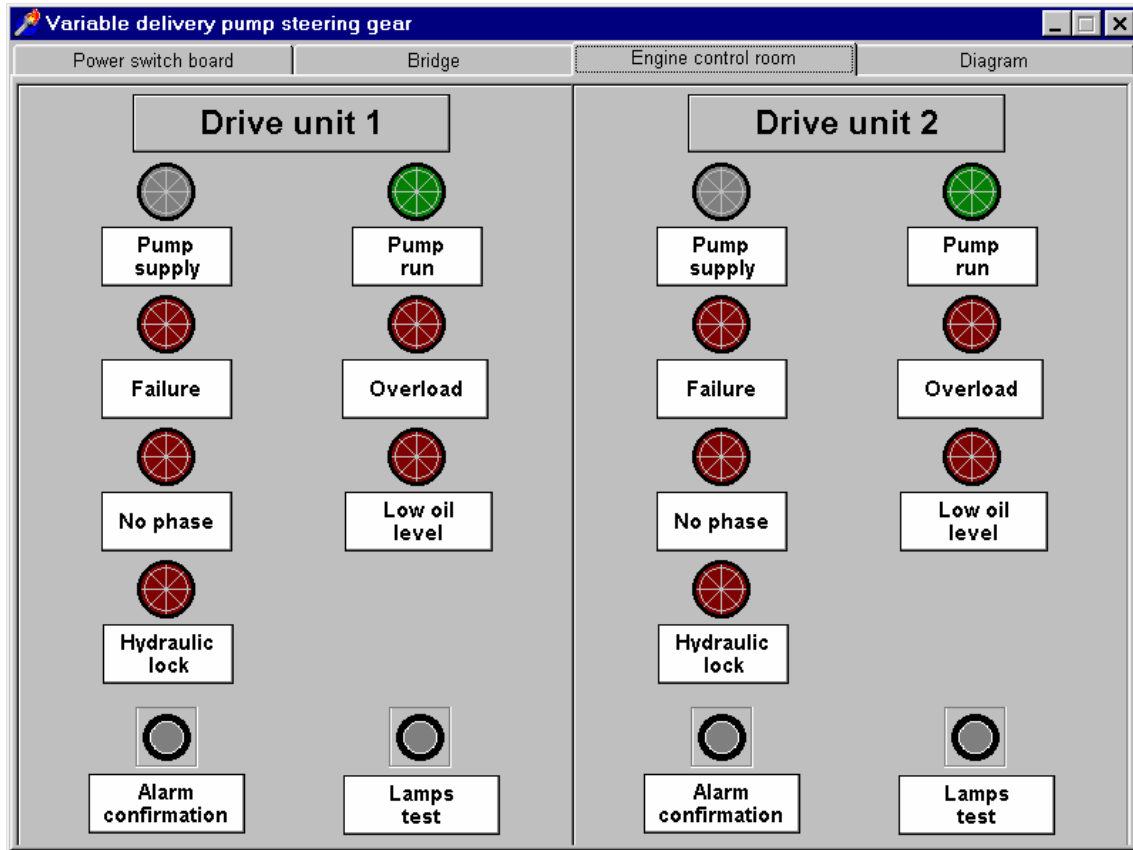 Variable delivery pump steering gear
Power switch board
Bridge
Engine control room
Diagram
Drive unit 1
Pump
supply
Pump
run
Failure
Overload
No phase
Low oil
level
Hydraulic
lock
Alarm
confirmation
Lamps
test
Drive unit 2
Pump
supply
Pump
run
Failure
Overload
No phase
Low oil
level
Hydraulic
lock
Alarm
confirmation
Lamps
test